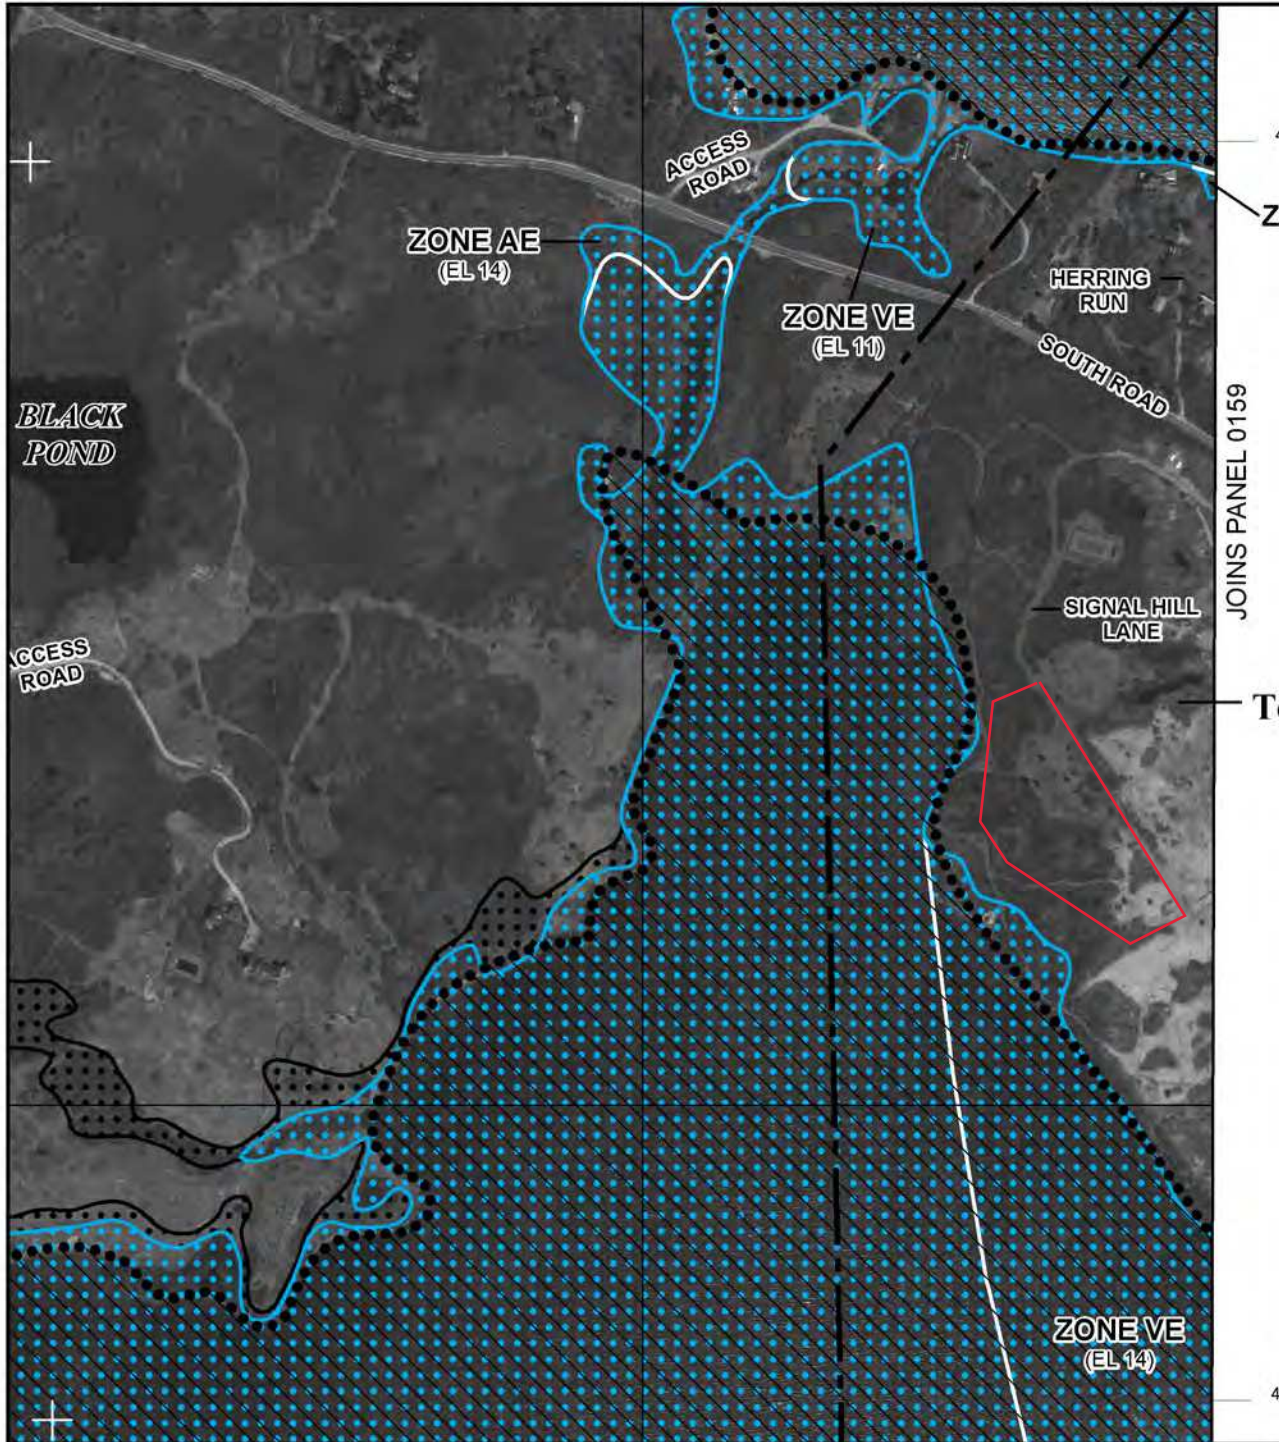 ACCESS
ROAD
ZONE AE
(EL 14)
ZONE VE
(EL 11)
HERRING
RUN
SOUTH ROAD
BLACK
POND
JOINS PANEL 0159
SIGNAL HILL
LANE
ACCESS
ROAD
ZONE VE
(EL 14)